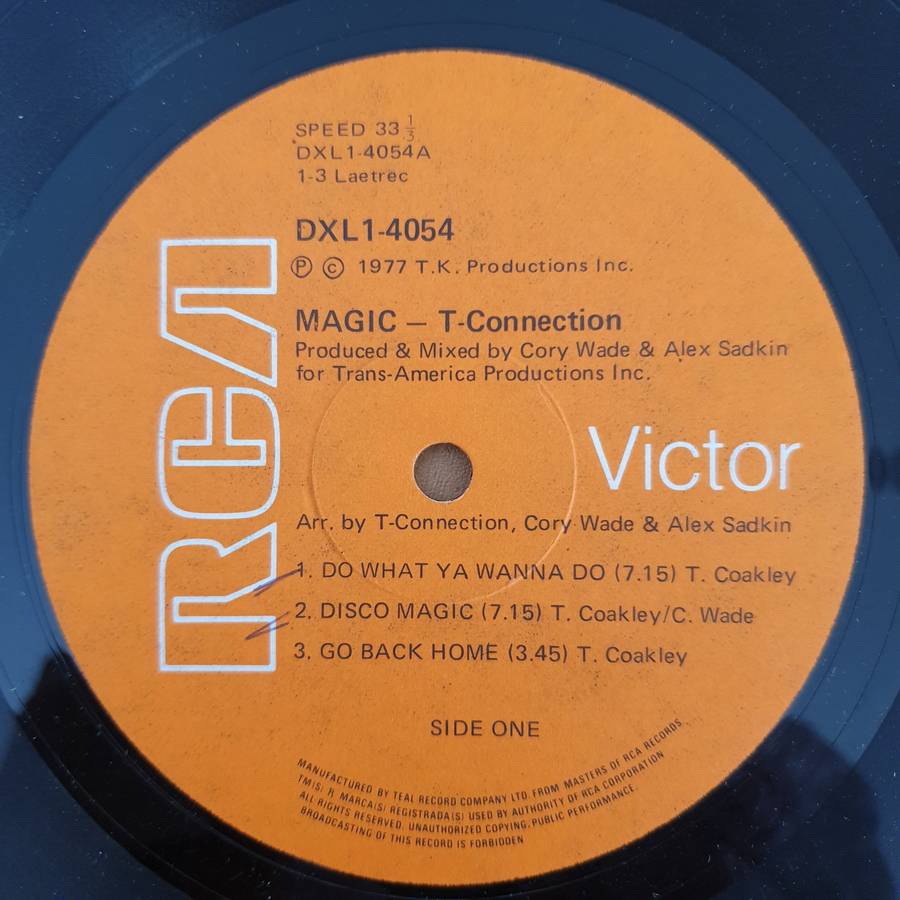 SPEED 33 1/3
DXL1-4054A
1-3 Laetrec
DXL1-4054
Ⓟ © 1977 T.K. Productions Inc.
MAGIC – T-Connection
Produced & Mixed by Cory Wade & Alex Sadkin
for Trans-America Productions Inc.
RCA
Victor
Arr. by T-Connection, Cory Wade & Alex Sadkin
1. DO WHAT YA WANNA DO (7.15) T. Coakley
2. DISCO MAGIC (7.15) T. Coakley/C. Wade
3. GO BACK HOME (3.45) T. Coakley
SIDE ONE
MANUFACTURED BY TEAL RECORD COMPANY LTD. FROM MASTERS OF RCA RECORDS
TM(S) R MARCA(S) REGISTRADA(S) USED BY AUTHORITY OF RCA CORPORATION
ALL RIGHTS RESERVED. UNAUTHORIZED COPYING; PUBLIC PERFORMANCE.
BROADCASTING OF THIS RECORD IS FORBIDDEN